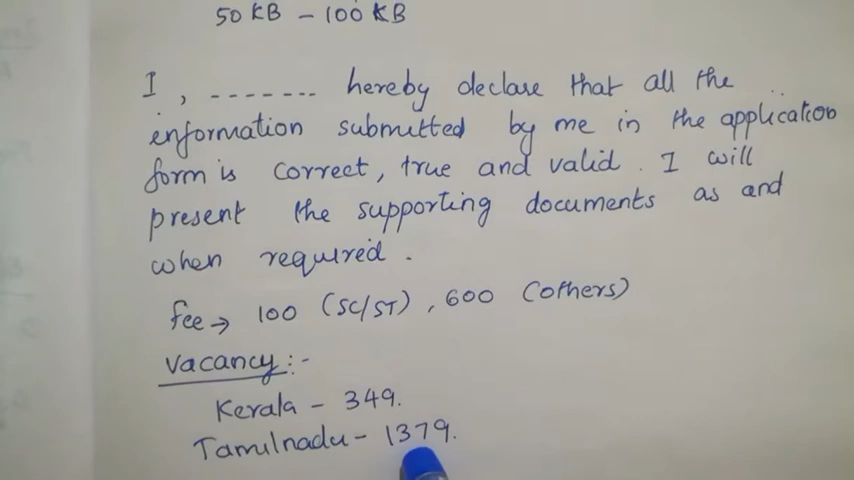 50 KB - 100 KB
I, ------- hereby declare that all the
enformation submitted by me in the application
form is correct, true and valid. I will
present the supporting documents as and
when required.
fee → 100 (SC/ST), 600 (others)
Vacancy:-
Kerala - 349.
Tamilnadu - 1379.